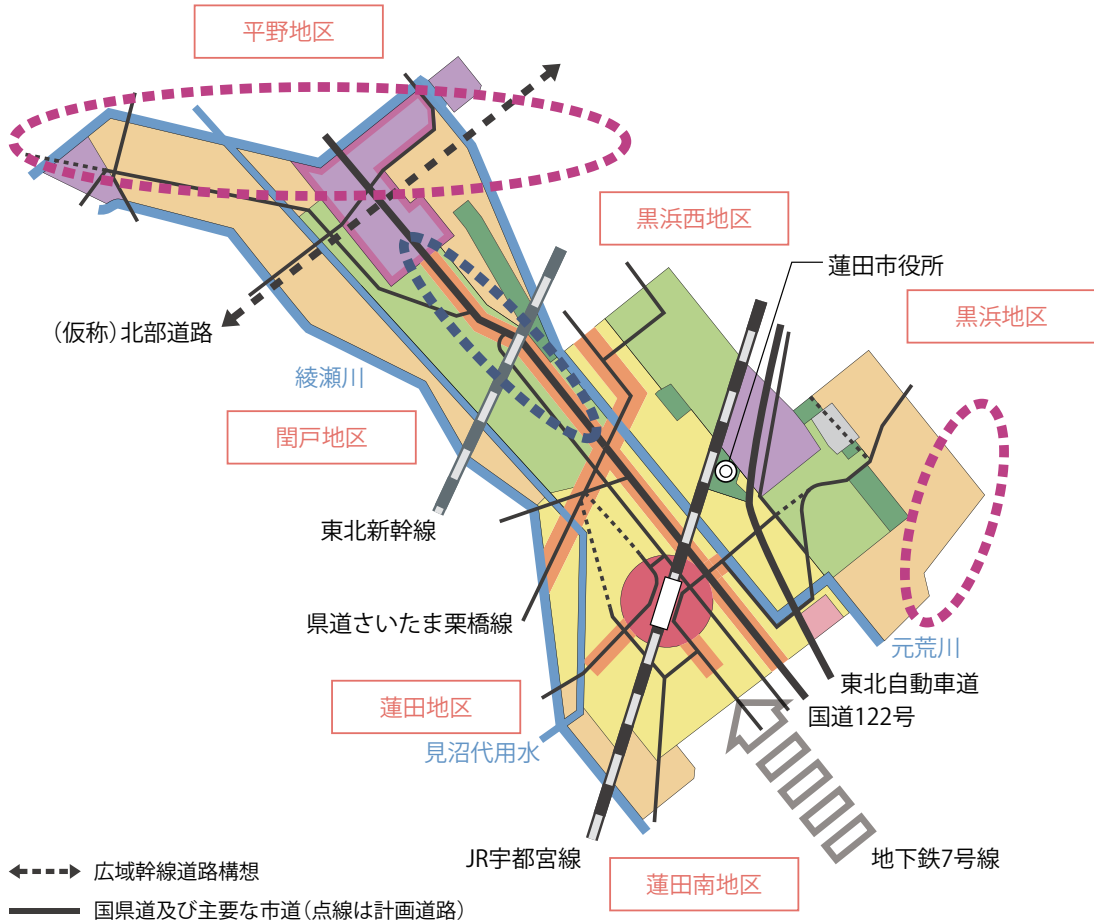 平野地区
黒浜西地区
蓮田市役所
黒浜地区
(仮称)北部道路
綾瀬川
閏戸地区
東北新幹線
県道さいたま栗橋線
元荒川
東北自動車道
蓮田地区
国道122号
見沼代用水
JR宇都宮線
地下鉄7号線
蓮田南地区
広域幹線道路構想
国県道及び主要な市道(点線は計画道路)